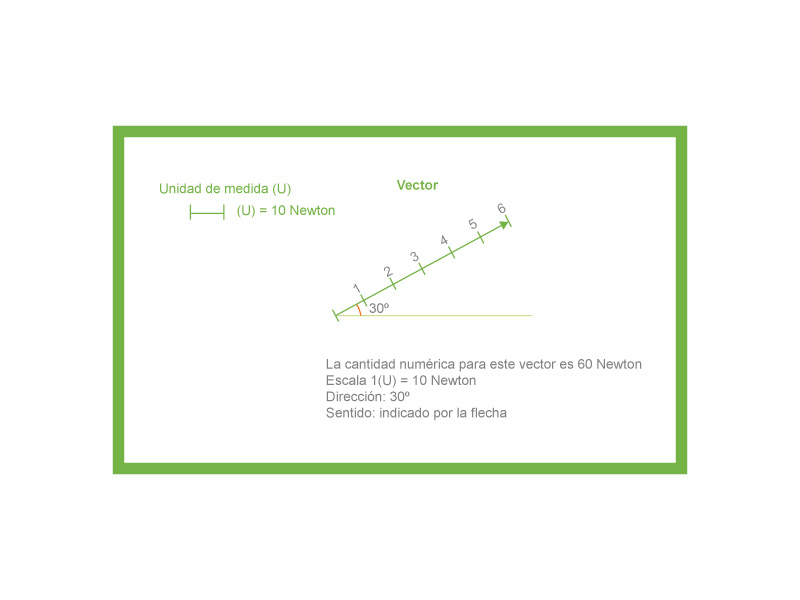 Unidad de medida (U)
Vector
(U) = 10 Newton
6
5
4
3
2
1
30º
La cantidad numérica para este vector es 60 Newton
Escala 1(U) = 10 Newton
Dirección: 30º
Sentido: indicado por la flecha